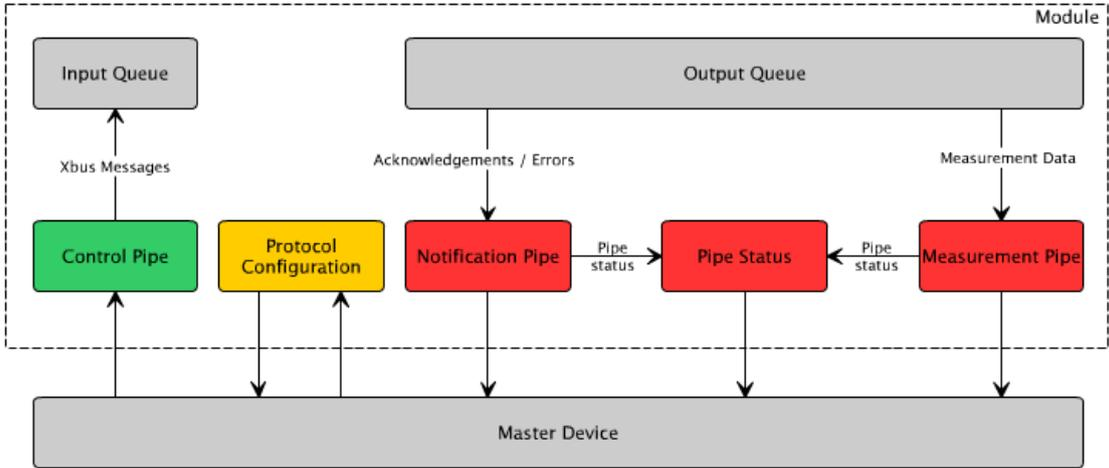 Module
Input Queue
Output Queue
Xbus Messages
Acknowledgements / Errors
Measurement Data
Control Pipe
Protocol
Configuration
Notification Pipe
Pipe
status
Pipe Status
Pipe
status
Measurement Pipe
Master Device